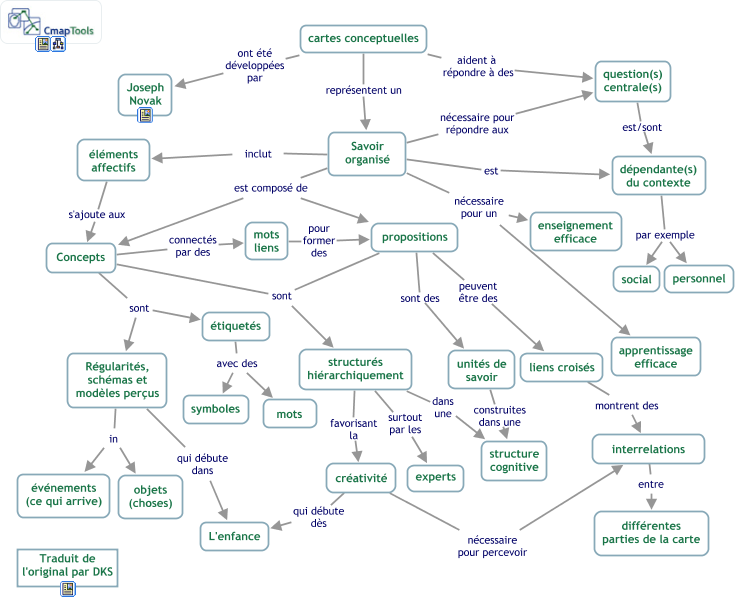 CmapTools
cartes conceptuelles
ont été
développées
par
aident à
répondre à des
question(s)
centrale(s)
Joseph
Novak
représentent un
nécessaire pour
répondre aux
est/sont
éléments
affectifs
inclut
Savoir
organisé
est
dépendante(s)
du contexte
est composé de
nécessaire
pour un
s'ajoute aux
enseignement
efficace
par exemple
Concepts
connectés
par des
mots
liens
pour
former
des
propositions
social
personnel
sont
sont
sont des
peuvent
être des
étiquetés
Régularités,
schémas et
modèles perçus
avec des
structurés
hiérarchiquement
unités de
savoir
liens croisés
apprentissage
efficace
symboles
mots
favorisant
la
surtout
par les
dans
une
construites
dans une
montrent des
in
qui débute
dans
structure
cognitive
interrelations
événements
(ce qui arrive)
objets
(choses)
créativité
experts
entre
L'enfance
qui débute
dès
nécessaire
pour percevoir
différentes
parties de la carte
Traduit de
l'original par DKS